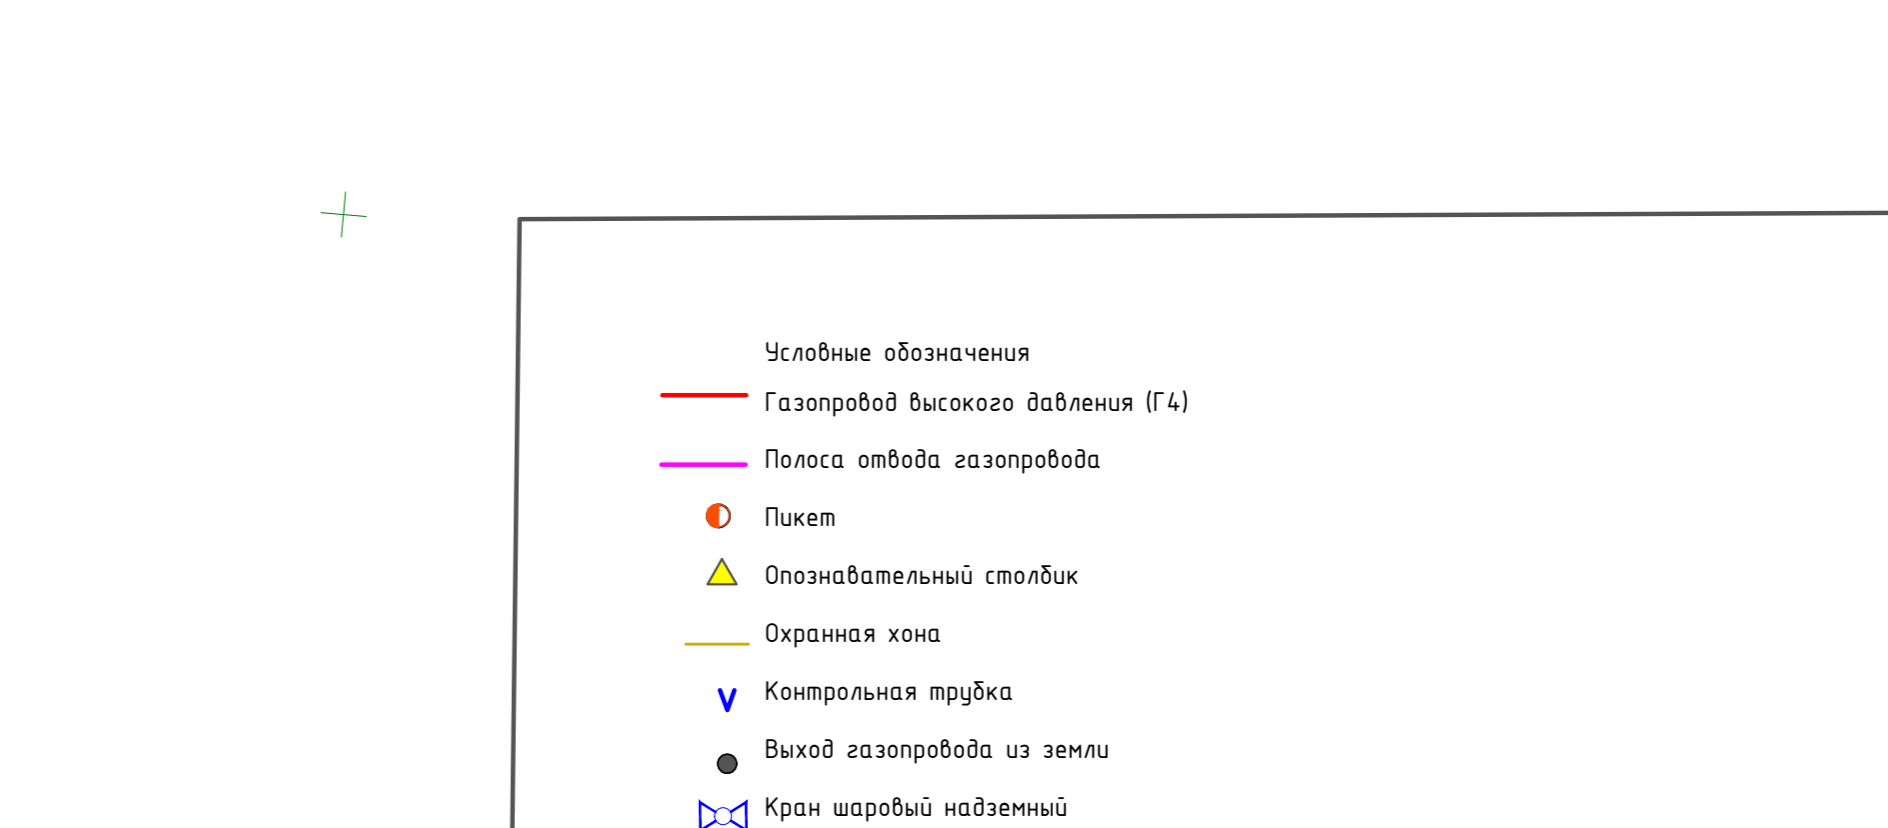 Условные обозначения
Газопровод высокого давления (Г4)
Полоса отвода газопровода
Пикет
Опознавательный столбик
Охранная хона
Контрольная трубка
Выход газопровода из земли
Кран шаровый надземный